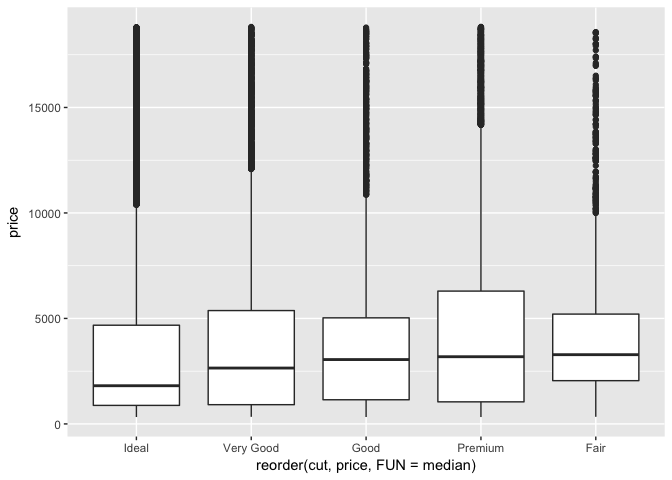 15000
10000
5000
0
price
Ideal Very Good Good Premium Fair
reorder(cut, price, FUN = median)